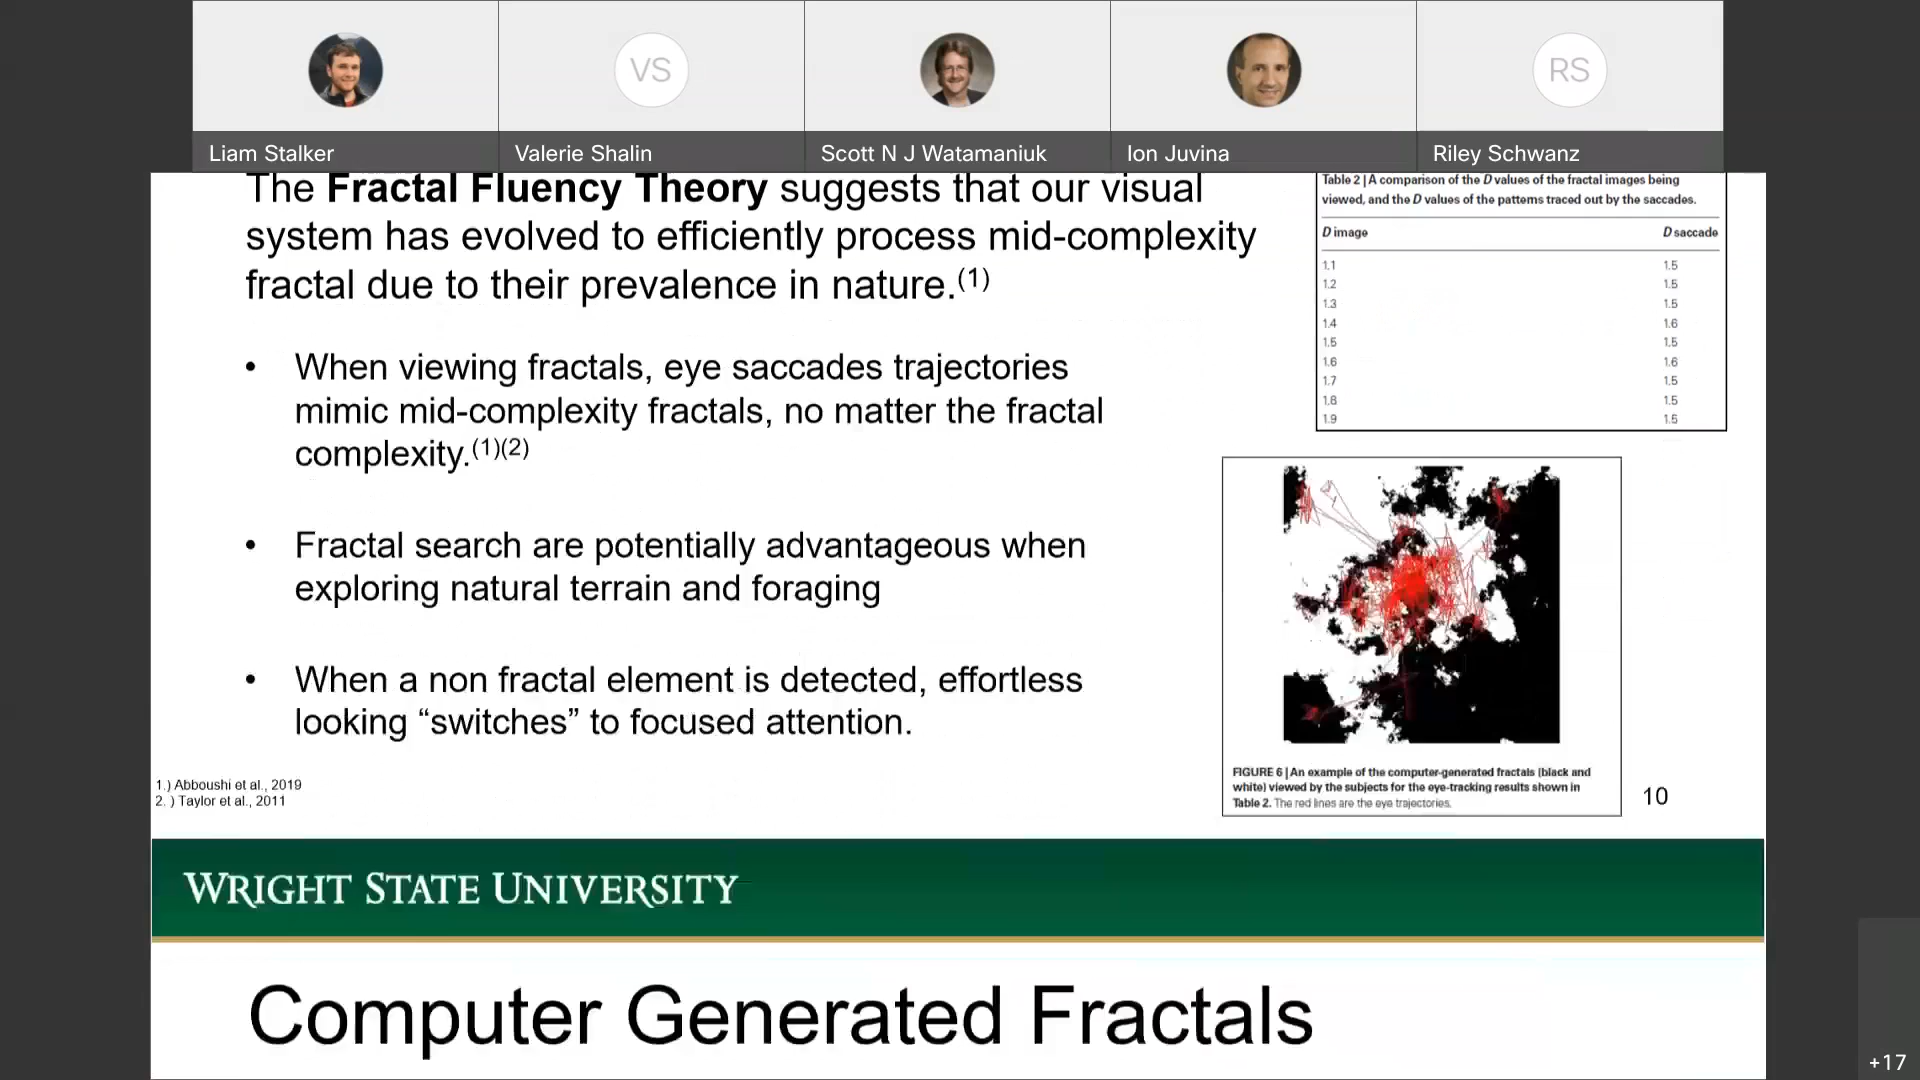 VS
RS
Liam Stalker
Valerie Shalin
Scott N J Watamaniuk
Ion Juvina
Riley Schwanz
The Fractal Fluency Theory suggests that our visual
system has evolved to efficiently process mid-complexity
fractal due to their prevalence in nature.(1)
• When viewing fractals, eye saccades trajectories
mimic mid-complexity fractals, no matter the fractal
complexity.(1)(2)
• Fractal search are potentially advantageous when
exploring natural terrain and foraging
• When a non fractal element is detected, effortless
looking “switches” to focused attention.
1.) Abboushi et al., 2019
2. ) Taylor et al., 2011
Table 2 | A comparison of the D values of the fractal images being
viewed, and the D values of the patterns traced out by the saccades.
D image D saccade
1.1 1.5
1.2 1.5
1.3 1.5
1.4 1.6
1.5 1.5
1.6 1.6
1.7 1.5
1.8 1.5
1.9 1.5
FIGURE 6 | An example of the computer-generated fractals (black and
white) viewed by the subjects for the eye-tracking results shown in
Table 2. The red lines are the eye trajectories.
10
WRIGHT STATE UNIVERSITY
Computer Generated Fractals
+17